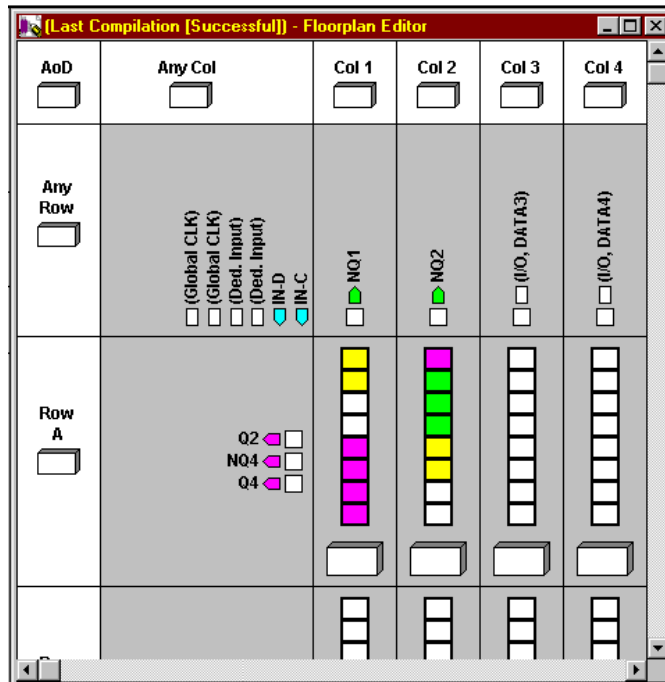 (Last Compilation [Successful]) - Floorplan Editor
AoD
Any Col
Col 1
Col 2
Col 3
Col 4
Any
Row
(Global CLK)
(Global CLK)
(Ded. Input)
(Ded. Input)
IN-D
IN-C
NQ1
NQ2
(I/O, DATA3)
(I/O, DATA4)
Row
A
Q2
NQ4
Q4